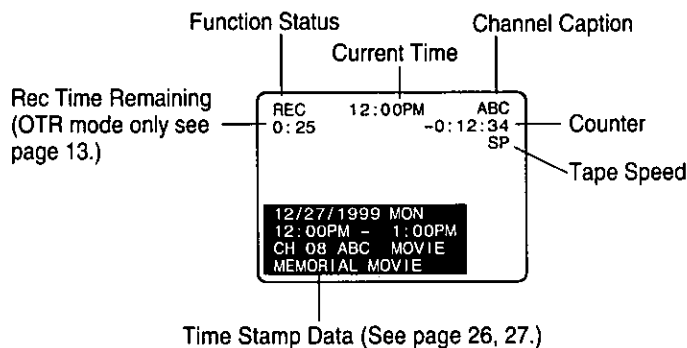 Function Status
Channel Caption
Current Time
Rec Time Remaining
(OTR mode only see
page 13.)
REC 12:00PM ABC
0:25 -0:12:34
SP
Counter
Tape Speed
12/27/1999 MON
12:00PM - 1:00PM
CH 08 ABC MOVIE
MEMORIAL MOVIE
Time Stamp Data (See page 26, 27.)